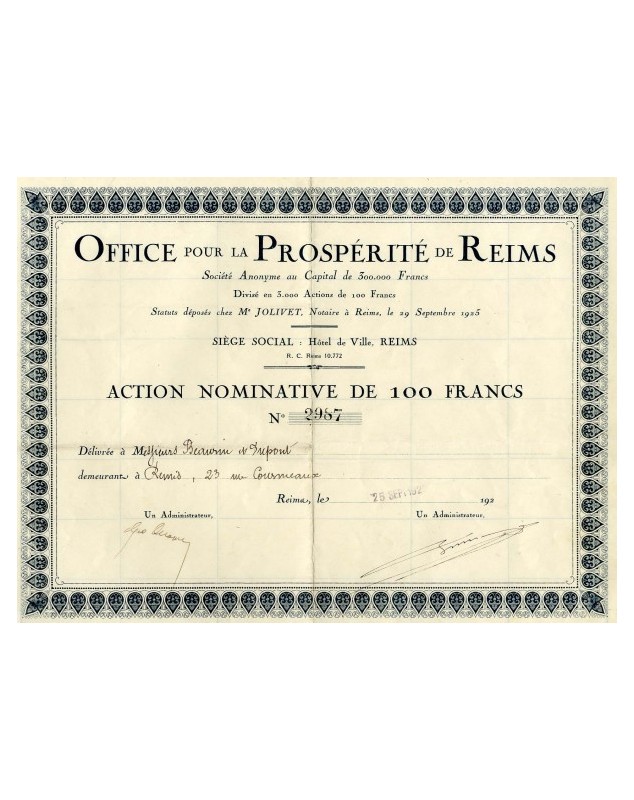 OFFICE POUR LA PROSPÉRITÉ DE REIMS
Société Anonyme au Capital de 300.000 Francs
Divisé en 3.000 Actions de 100 Francs
Statuts déposés chez Me JOLIVET, Notaire à Reims, le 29 Septembre 1925
SIÈGE SOCIAL : Hôtel de Ville, REIMS
R. C. Reims 10.772
ACTION NOMINATIVE DE 100 FRANCS
No 2987
Délivrée à Messieurs Beauvin & Dupont
demeurant à Reims, 23 rue Courmeaux
Reims, le 25 192
Un Administrateur, Un Administrateur,